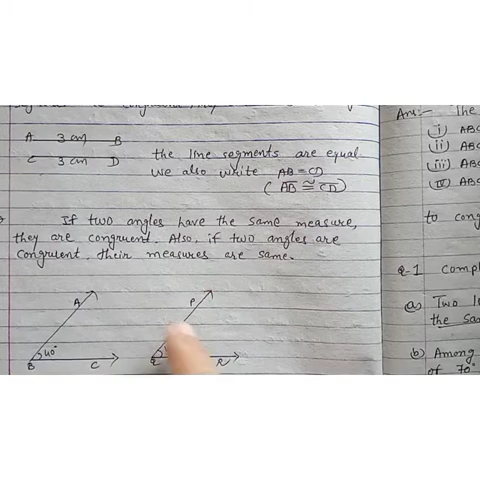 A 3 cm B
C 3 cm D
the line segments are equal
we also write AB = CD
( AB ≅ CD )
If two angles have the same measure,
they are congruent. Also, if two angles are
congruent, their measures are same.
A
B 40° C
P
Q R
Ans:- The
(i) ABC
(ii) ABC
(iii) ABC
(iv) ABC
to cong
Q-1 Compl
(a) Two l
the Sa
(b) Among
of 70°